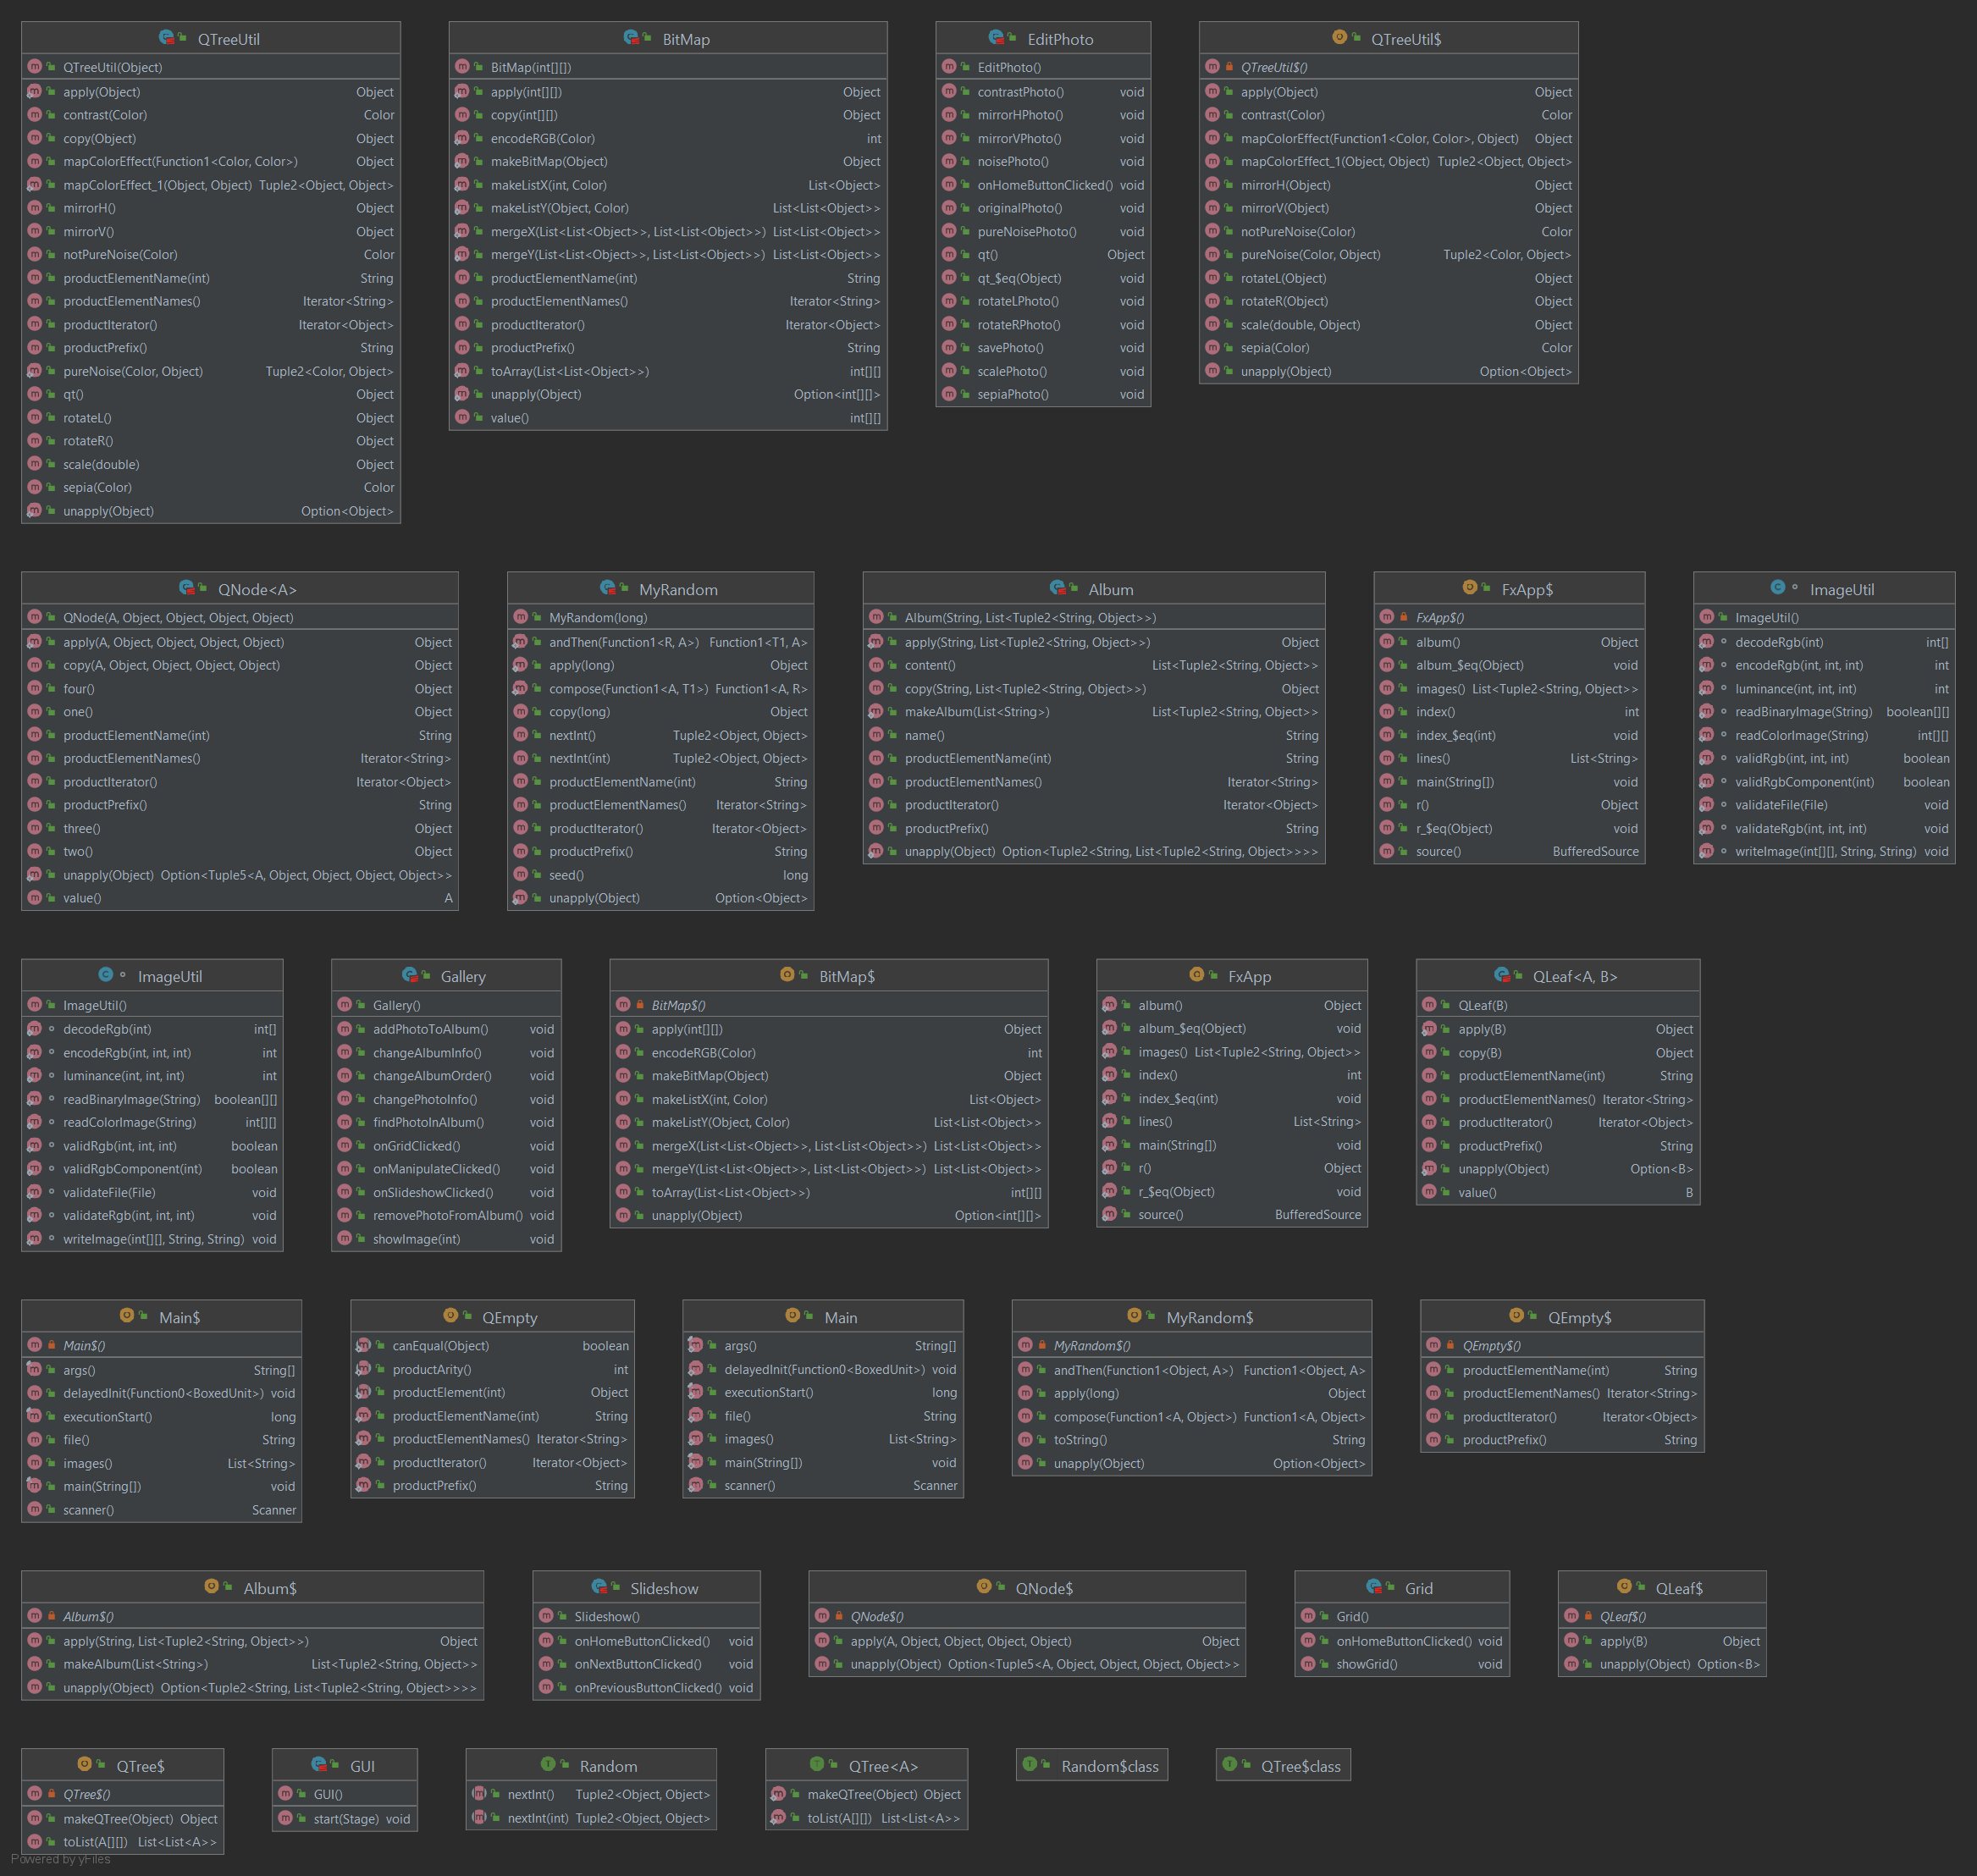 QTreeUtil
QTreeUtil(Object)
apply(Object) Object
contrast(Color) Color
copy(Object) Object
mapColorEffect(Function1<Color, Color>) Object
mapColorEffect_1(Object, Object) Tuple2<Object, Object>
mirrorH() Object
mirrorV() Object
notPureNoise(Color) Color
productElementName(int) String
productElementNames() Iterator<String>
productIterator() Iterator<Object>
productPrefix() String
pureNoise(Color, Object) Tuple2<Color, Object>
qt() Object
rotateL() Object
rotateR() Object
scale(double) Object
sepia(Color) Color
unapply(Object) Option<Object>
BitMap
BitMap(int[][])
apply(int[][]) Object
copy(int[][]) Object
encodeRGB(Color) int
makeBitMap(Object) Object
makeListX(int, Color) List<Object>
makeListY(Object, Color) List<List<Object>>
mergeX(List<List<Object>>, List<List<Object>>) List<List<Object>>
mergeY(List<List<Object>>, List<List<Object>>) List<List<Object>>
productElementName(int) String
productElementNames() Iterator<String>
productIterator() Iterator<Object>
productPrefix() String
toArray(List<List<Object>>) int[][]
unapply(Object) Option<int[][]>
value() int[][]
EditPhoto
EditPhoto()
contrastPhoto() void
mirrorHPhoto() void
mirrorVPhoto() void
noisePhoto() void
onHomeButtonClicked() void
originalPhoto() void
pureNoisePhoto() void
qt() Object
qt_$eq(Object) void
rotateLPhoto() void
rotateRPhoto() void
savePhoto() void
scalePhoto() void
sepiaPhoto() void
QTreeUtil$
QTreeUtil$()
apply(Object) Object
contrast(Color) Color
mapColorEffect(Function1<Color, Color>, Object) Object
mapColorEffect_1(Object, Object) Tuple2<Object, Object>
mirrorH(Object) Object
mirrorV(Object) Object
notPureNoise(Color) Color
pureNoise(Color, Object) Tuple2<Color, Object>
rotateL(Object) Object
rotateR(Object) Object
scale(double, Object) Object
sepia(Color) Color
unapply(Object) Option<Object>
QNode<A>
QNode(A, Object, Object, Object, Object)
apply(A, Object, Object, Object, Object) Object
copy(A, Object, Object, Object, Object) Object
four() Object
one() Object
productElementName(int) String
productElementNames() Iterator<String>
productIterator() Iterator<Object>
productPrefix() String
three() Object
two() Object
unapply(Object) Option<Tuple5<A, Object, Object, Object, Object>>
value() A
MyRandom
MyRandom(long)
andThen(Function1<R, A>) Function1<T1, A>
apply(long) Object
compose(Function1<A, T1>) Function1<A, R>
copy(long) Object
nextInt() Tuple2<Object, Object>
nextInt(int) Tuple2<Object, Object>
productElementName(int) String
productElementNames() Iterator<String>
productIterator() Iterator<Object>
productPrefix() String
seed() long
unapply(Object) Option<Object>
Album
Album(String, List<Tuple2<String, Object>>)
apply(String, List<Tuple2<String, Object>>) Object
content() List<Tuple2<String, Object>>
copy(String, List<Tuple2<String, Object>>) Object
makeAlbum(List<String>) List<Tuple2<String, Object>>
name() String
productElementName(int) String
productElementNames() Iterator<String>
productIterator() Iterator<Object>
productPrefix() String
unapply(Object) Option<Tuple2<String, List<Tuple2<String, Object>>>>
FxApp$
FxApp$()
album() Object
album_$eq(Object) void
images() List<Tuple2<String, Object>>
index() int
index_$eq(int) void
lines() List<String>
main(String[]) void
r() Object
r_$eq(Object) void
source() BufferedSource
ImageUtil
ImageUtil()
decodeRgb(int) int[]
encodeRgb(int, int, int) int
luminance(int, int, int) int
readBinaryImage(String) boolean[][]
readColorImage(String) int[][]
validRgb(int, int, int) boolean
validRgbComponent(int) boolean
validateFile(File) void
validateRgb(int, int, int) void
writeImage(int[][], String, String) void
ImageUtil
ImageUtil()
decodeRgb(int) int[]
encodeRgb(int, int, int) int
luminance(int, int, int) int
readBinaryImage(String) boolean[][]
readColorImage(String) int[][]
validRgb(int, int, int) boolean
validRgbComponent(int) boolean
validateFile(File) void
validateRgb(int, int, int) void
writeImage(int[][], String, String) void
Gallery
Gallery()
addPhotoToAlbum() void
changeAlbumInfo() void
changeAlbumOrder() void
changePhotoInfo() void
findPhotoInAlbum() void
onGridClicked() void
onManipulateClicked() void
onSlideshowClicked() void
removePhotoFromAlbum() void
showImage(int) void
BitMap$
BitMap$()
apply(int[][]) Object
encodeRGB(Color) int
makeBitMap(Object) Object
makeListX(int, Color) List<Object>
makeListY(Object, Color) List<List<Object>>
mergeX(List<List<Object>>, List<List<Object>>) List<List<Object>>
mergeY(List<List<Object>>, List<List<Object>>) List<List<Object>>
toArray(List<List<Object>>) int[][]
unapply(Object) Option<int[][]>
FxApp
album() Object
album_$eq(Object) void
images() List<Tuple2<String, Object>>
index() int
index_$eq(int) void
lines() List<String>
main(String[]) void
r() Object
r_$eq(Object) void
source() BufferedSource
QLeaf<A, B>
QLeaf(B)
apply(B) Object
copy(B) Object
productElementName(int) String
productElementNames() Iterator<String>
productIterator() Iterator<Object>
productPrefix() String
unapply(Object) Option<B>
value() B
Main$
Main$()
args() String[]
delayedInit(Function0<BoxedUnit>) void
executionStart() long
file() String
images() List<String>
main(String[]) void
scanner() Scanner
QEmpty
canEqual(Object) boolean
productArity() int
productElement(int) Object
productElementName(int) String
productElementNames() Iterator<String>
productIterator() Iterator<Object>
productPrefix() String
Main
args() String[]
delayedInit(Function0<BoxedUnit>) void
executionStart() long
file() String
images() List<String>
main(String[]) void
scanner() Scanner
MyRandom$
MyRandom$()
andThen(Function1<Object, A>) Function1<Object, A>
apply(long) Object
compose(Function1<A, Object>) Function1<A, Object>
toString() String
unapply(Object) Option<Object>
QEmpty$
QEmpty$()
productElementName(int) String
productElementNames() Iterator<String>
productIterator() Iterator<Object>
productPrefix() String
Album$
Album$()
apply(String, List<Tuple2<String, Object>>) Object
makeAlbum(List<String>) List<Tuple2<String, Object>>
unapply(Object) Option<Tuple2<String, List<Tuple2<String, Object>>>>
Slideshow
Slideshow()
onHomeButtonClicked() void
onNextButtonClicked() void
onPreviousButtonClicked() void
QNode$
QNode$()
apply(A, Object, Object, Object, Object) Object
unapply(Object) Option<Tuple5<A, Object, Object, Object, Object>>
Grid
Grid()
onHomeButtonClicked() void
showGrid() void
QLeaf$
QLeaf$()
apply(B) Object
unapply(Object) Option<B>
QTree$
QTree$()
makeQTree(Object) Object
toList(A[][]) List<List<A>>
GUI
GUI()
start(Stage) void
Random
nextInt() Tuple2<Object, Object>
nextInt(int) Tuple2<Object, Object>
QTree<A>
makeQTree(Object) Object
toList(A[][]) List<List<A>>
Random$class
QTree$class
Powered by yFiles